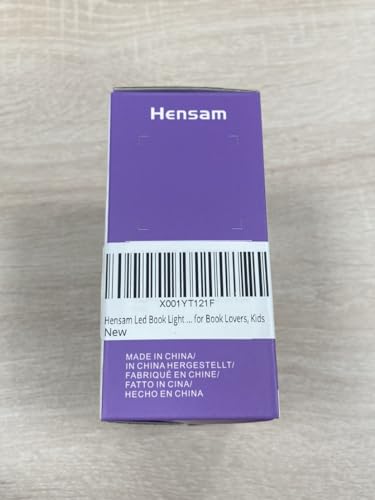 Hensam
X001YT121F
Hensam Led Book Light ... for Book Lovers, Kids
New
MADE IN CHINA/
IN CHINA HERGESTELLT/
FABRIQUÉ EN CHINE/
FATTO IN CINA/
HECHO EN CHINA